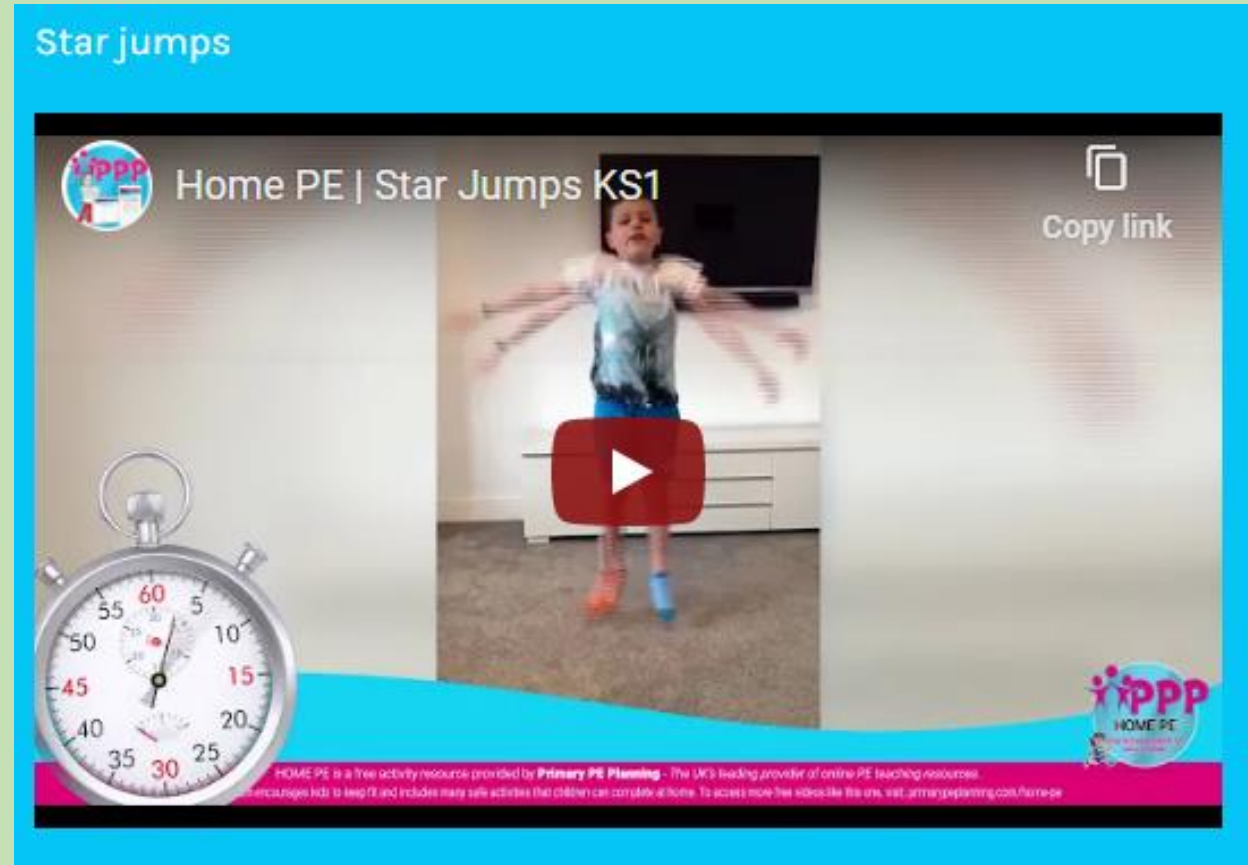 Star jumps
PPP
Home PE | Star Jumps KS1
Copy link
60
55
5
50
10
45
15
40
20
35
25
30
PPP
HOME PE
HOME PE is a free activity resource provided by Primary PE Planning - The UK's leading provider of online PE teaching resources.
encourages kids to keep fit and includes many safe activities that children can complete at home. To access more free videos like this one, visit: primarypeplanning.com/home-pe